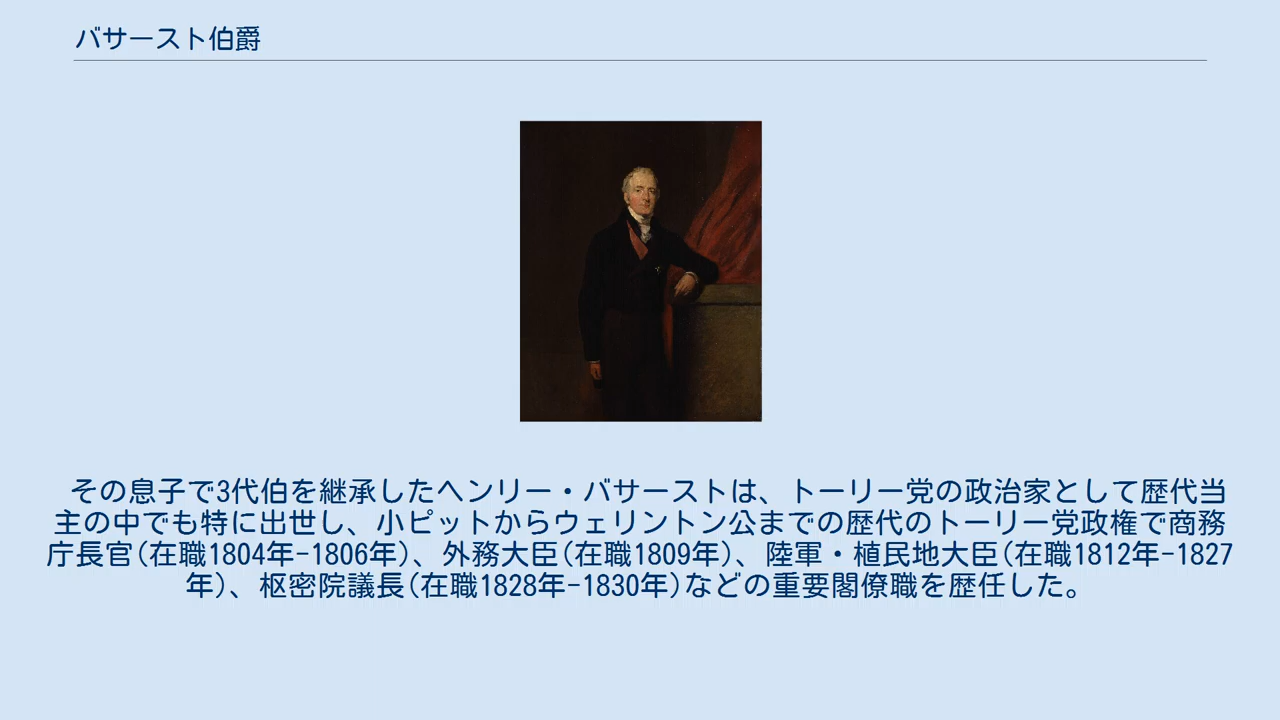 バサースト伯爵
その息子で3代伯を継承したヘンリー・バサーストは、トーリー党の政治家として歴代当
主の中でも特に出世し、小ピットからウェリントン公までの歴代のトーリー党政権で商務
庁長官(在職1804年-1806年)、外務大臣(在職1809年)、陸軍・植民地大臣(在職1812年-1827
年)、枢密院議長(在職1828年-1830年)などの重要閣僚職を歴任した。